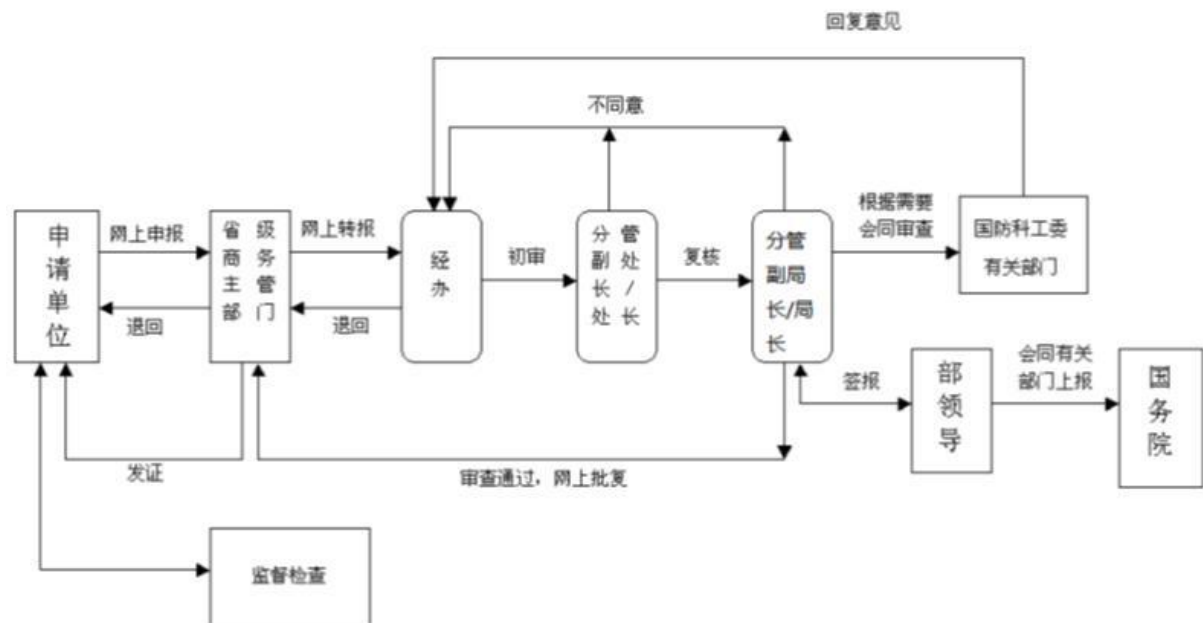 回复意见
不同意
申
请
单
位
网上申报
退回
省 级
商 务
主 管
部 门
网上转报
退回
经
办
初审
分 管
副 处
长 /
处 长
复核
分管
副局
长/局
长
根据需要
会同审查
国防科工委
有关部门
签报
部
领
导
会同有关
部门上报
国
务
院
发证
审查通过，网上批复
监督检查